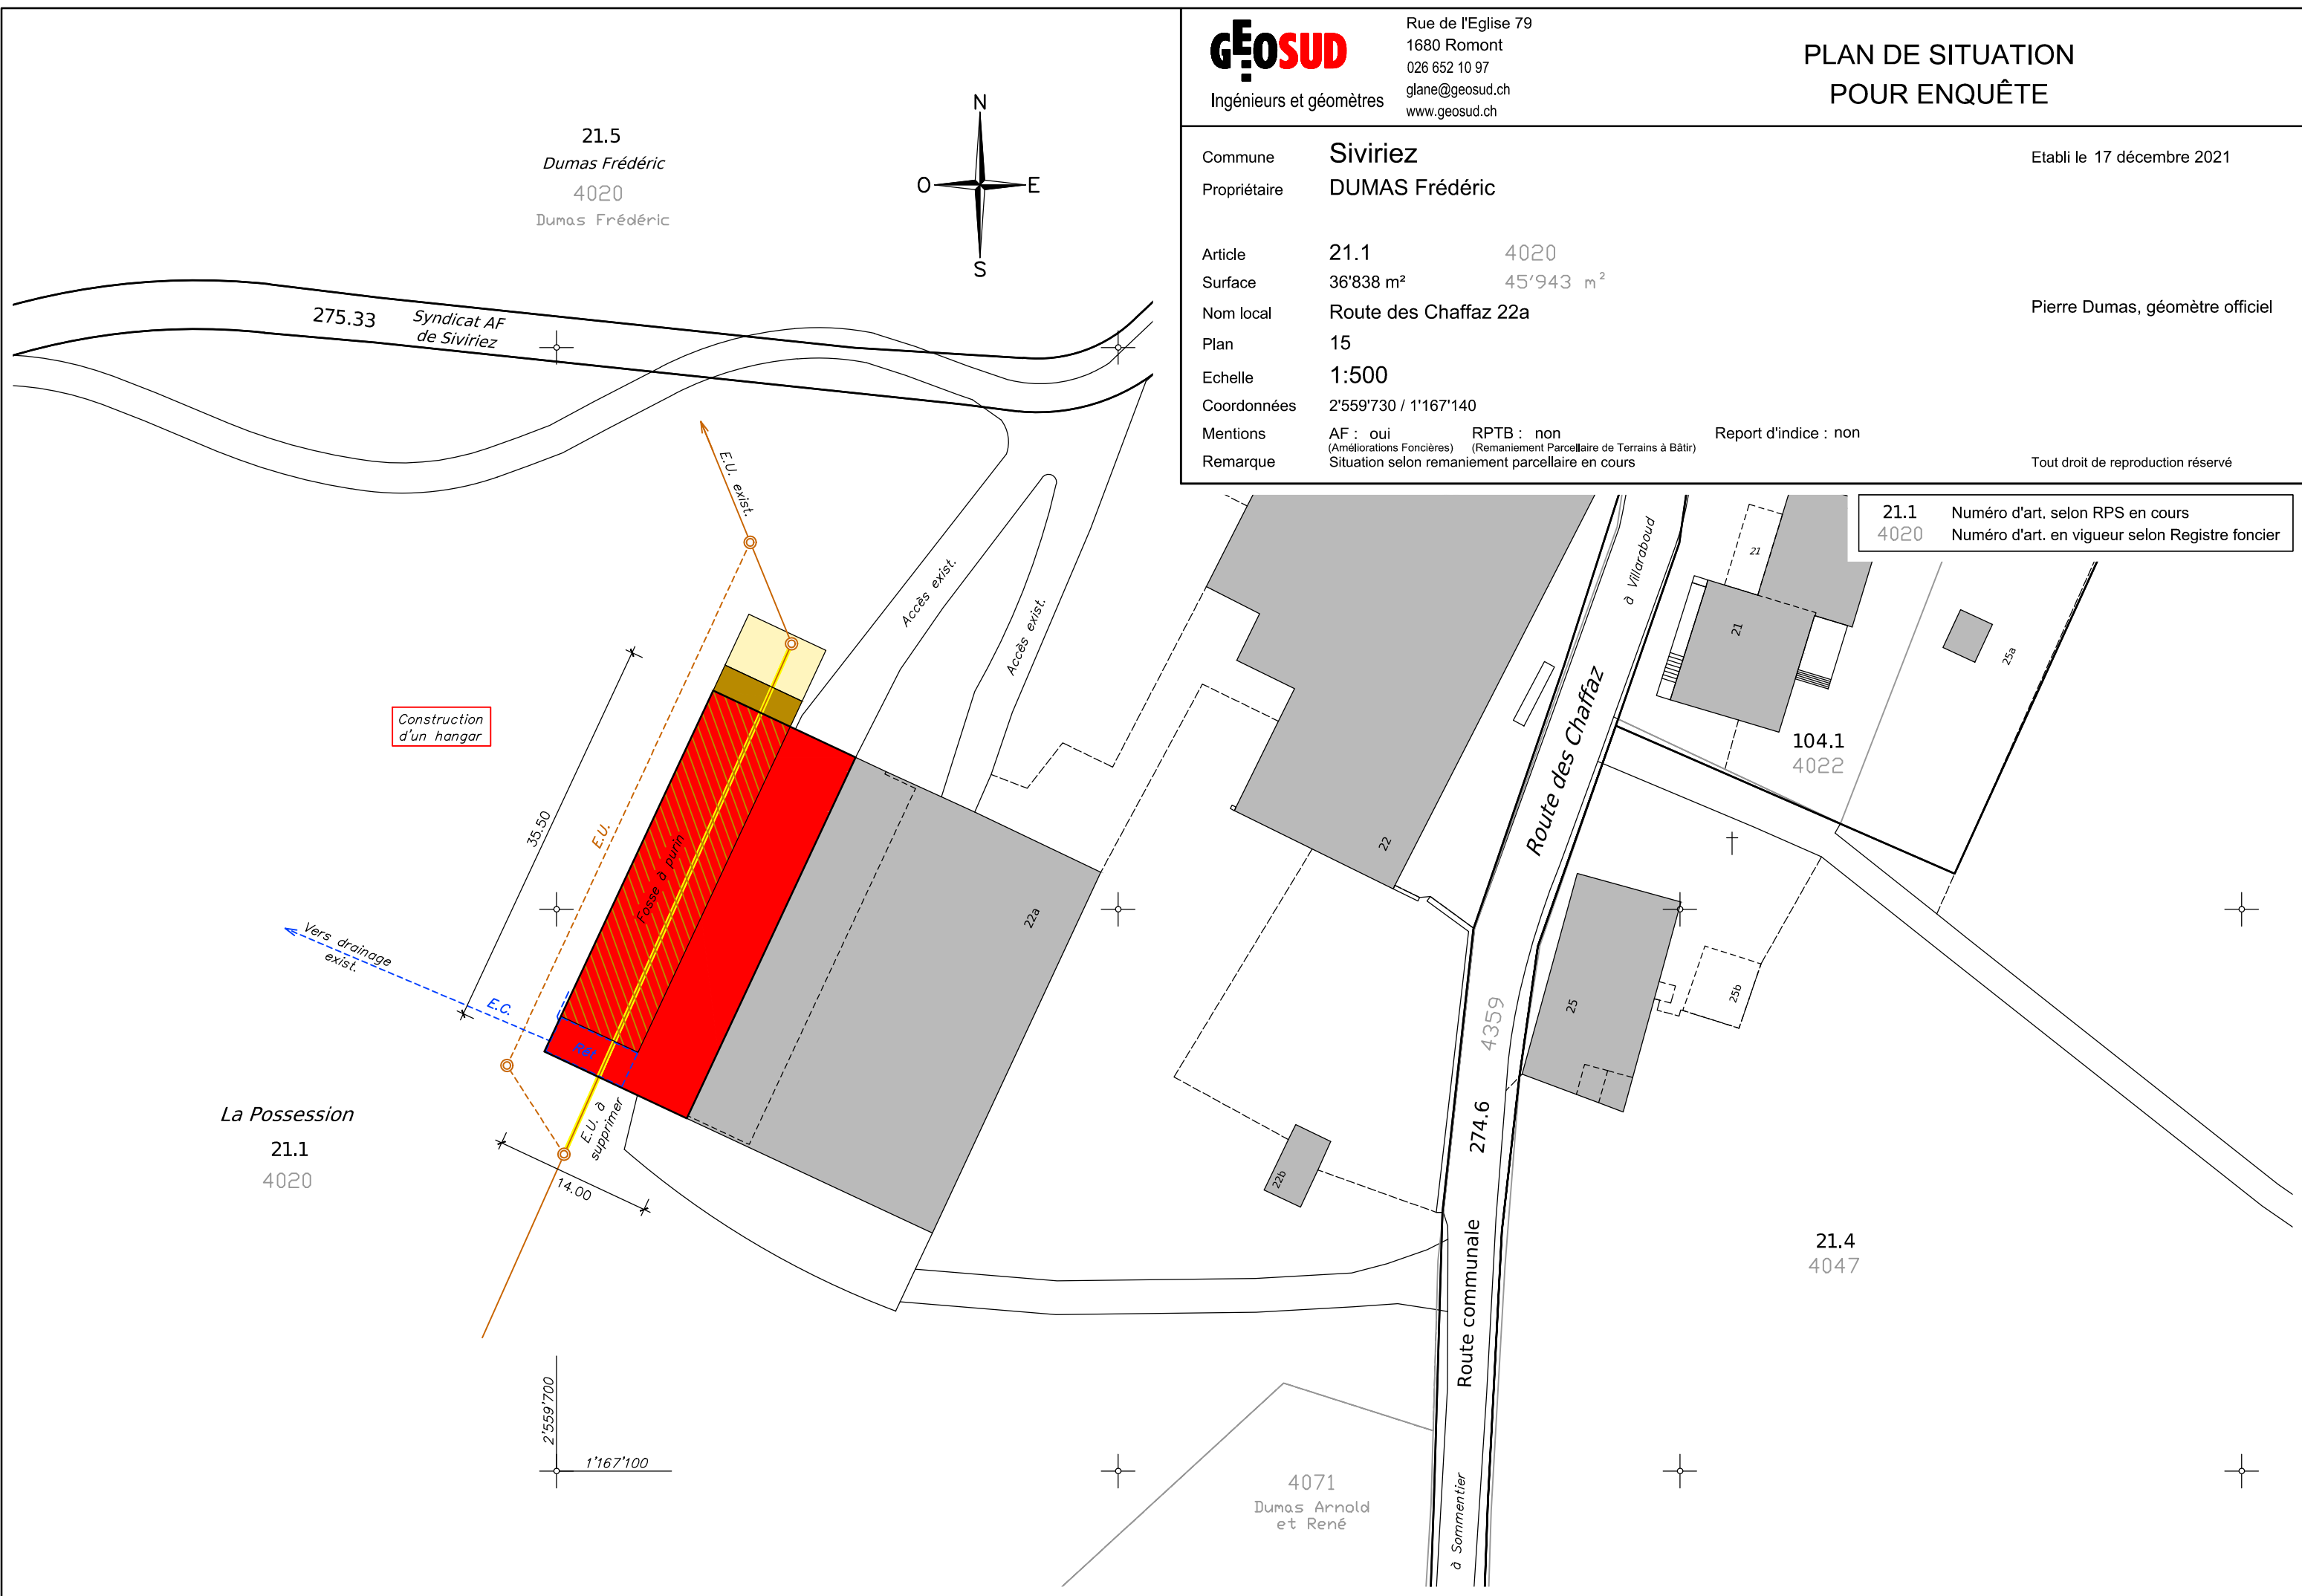 GEOSUD
Ingénieurs et géomètres
Rue de l'Eglise 79
1680 Romont
026 652 10 97
glane@geosud.ch
www.geosud.ch
PLAN DE SITUATION
POUR ENQUÊTE
Commune Siviriez Etabli le 17 décembre 2021
Propriétaire DUMAS Frédéric
Article 21.1 4020
Surface 36'838 m² 45'943 m²
Nom local Route des Chaffaz 22a Pierre Dumas, géomètre officiel
Plan 15
Echelle 1:500
Coordonnées 2'559'730 / 1'167'140
Mentions AF : oui RPTB : non Report d'indice : non
(Améliorations Foncières) (Remaniement Parcellaire de Terrains à Bâtir)
Remarque Situation selon remaniement parcellaire en cours Tout droit de reproduction réservé
21.1 Numéro d'art. selon RPS en cours
4020 Numéro d'art. en vigueur selon Registre foncier
N
O E
S
21.5
Dumas Frédéric
4020
Dumas Frédéric
275.33
Syndicat AF
de Siviriez
E.U. exist.
Accès exist.
Accès exist.
à Villaraboud
21
21
25a
Construction
d'un hangar
Route des Chaffaz
104.1
4022
35.50
E.U.
Fosse à purin
22
22a
Vers drainage
exist.
E.C.
Rét.
4359
25
25b
La Possession
21.1
4020
E.U. à
supprimer
14.00
22b
274.6
Route communale
21.4
4047
2'559'700
1'167'100
4071
Dumas Arnold
et René
à Sommentier